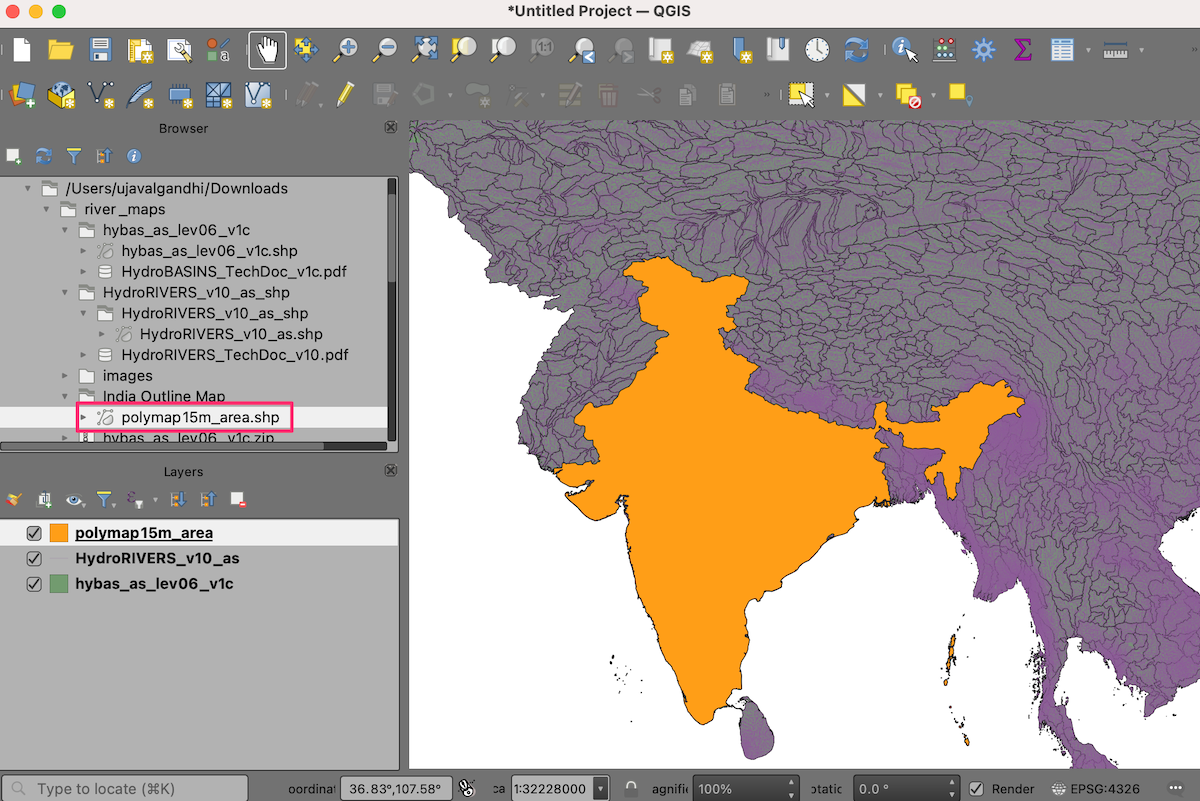 *Untitled Project — QGIS
a
1:1
Browser
/Users/ujavalgandhi/Downloads
river_maps
hybas_as_lev06_v1c
hybas_as_lev06_v1c.shp
HydroBASINS_TechDoc_v1c.pdf
HydroRIVERS_v10_as_shp
HydroRIVERS_v10_as_shp
HydroRIVERS_v10_as.shp
HydroRIVERS_TechDoc_v10.pdf
images
India Outline Map
polymap15m_area.shp
hybas_as_lev06_v1c.zip
Layers
polymap15m_area
HydroRIVERS_v10_as
hybas_as_lev06_v1c
Type to locate (⌘K) oordinat 36.83°,107.58° ca 1:32228000 agnifi 100% otatic 0.0 ° Render EPSG:4326